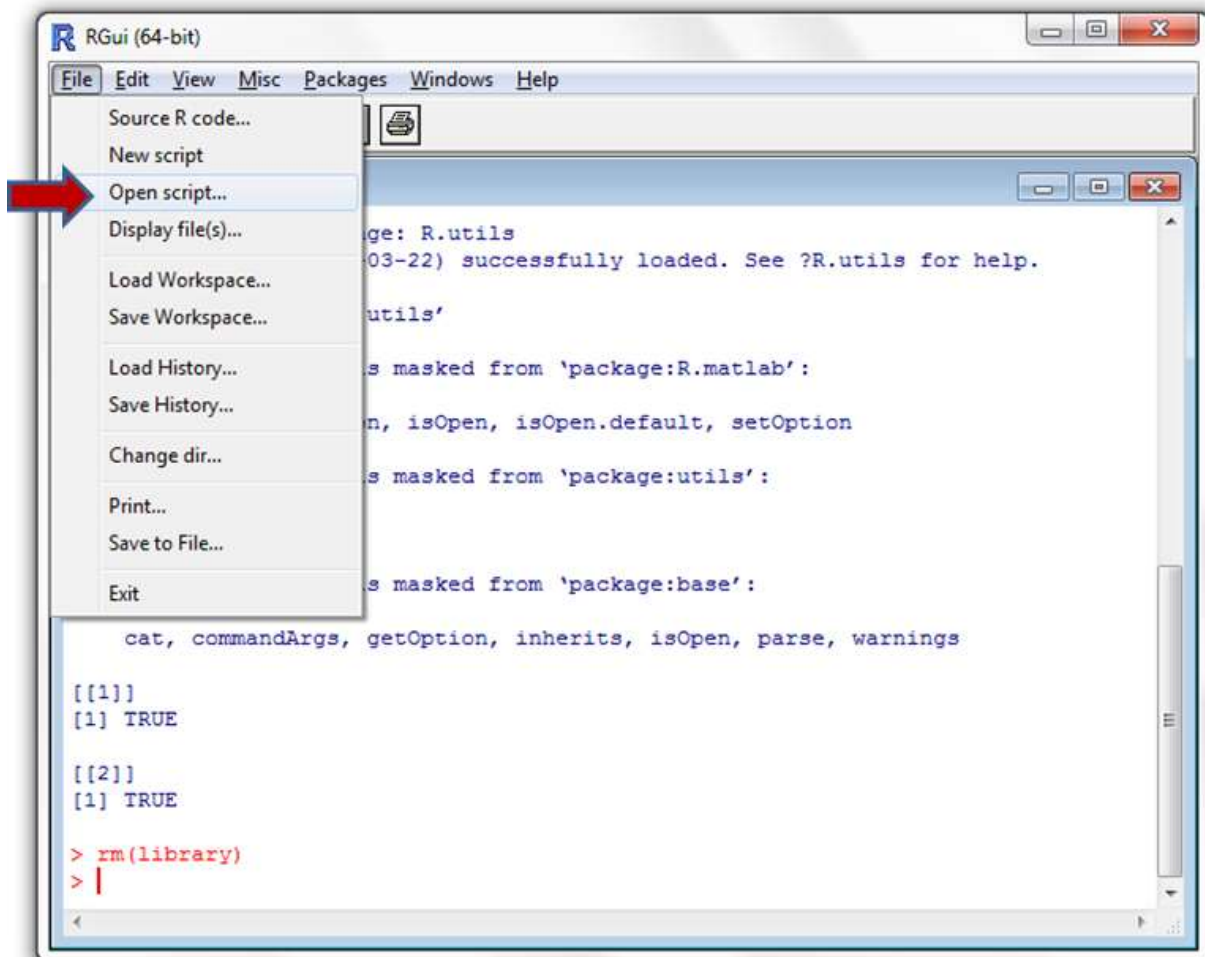 RGui (64-bit)
File Edit View Misc Packages Windows Help
Source R code...
New script
Open script...
Display file(s)...
Load Workspace...
Save Workspace...
Load History...
Save History...
Change dir...
Print...
Save to File...
Exit
ge: R.utils
03-22) successfully loaded. See ?R.utils for help.
utils’
s masked from ‘package:R.matlab’:
n, isOpen, isOpen.default, setOption
s masked from ‘package:utils’:
s masked from ‘package:base’:
cat, commandArgs, getOption, inherits, isOpen, parse, warnings
[[1]]
[1] TRUE
[[2]]
[1] TRUE
> rm(library)
>